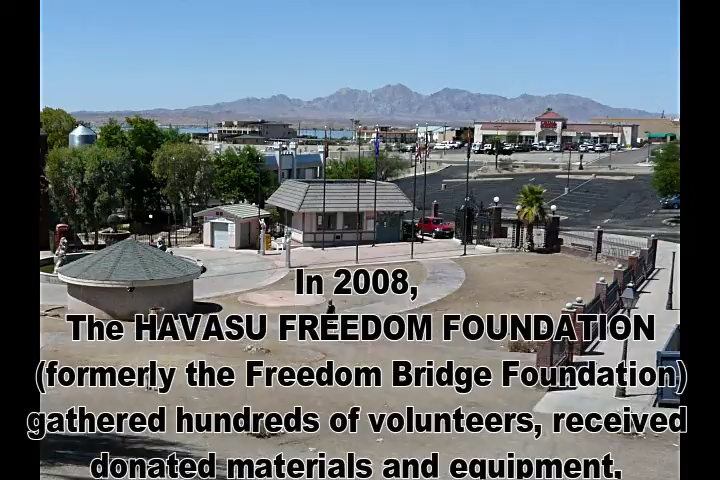 In 2008,
The HAVASU FREEDOM FOUNDATION
(formerly the Freedom Bridge Foundation)
gathered hundreds of volunteers, received
donated materials and equipment,